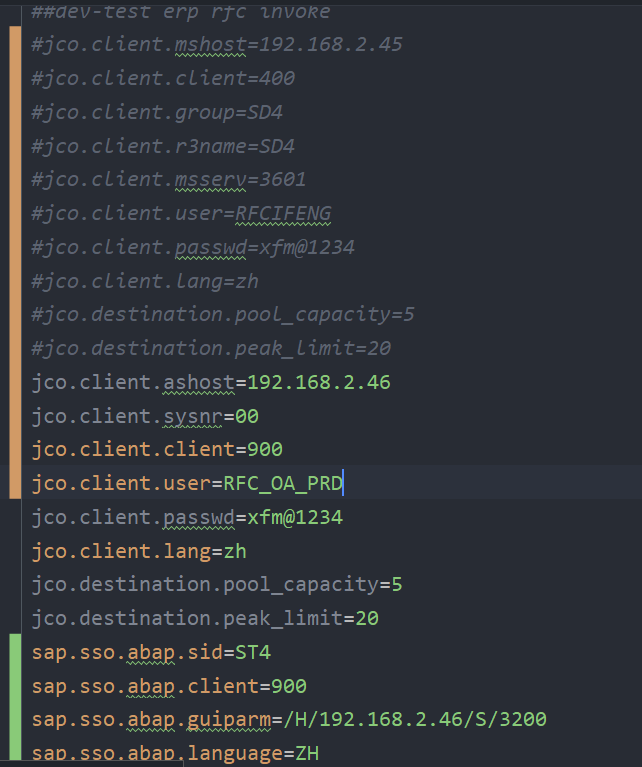 ##dev-test erp rfc invoke
#jco.client.mshost=192.168.2.45
#jco.client.client=400
#jco.client.group=SD4
#jco.client.r3name=SD4
#jco.client.msserv=3601
#jco.client.user=RFCIFENG
#jco.client.passwd=xfm@1234
#jco.client.lang=zh
#jco.destination.pool_capacity=5
#jco.destination.peak_limit=20
jco.client.ashost=192.168.2.46
jco.client.sysnr=00
jco.client.client=900
jco.client.user=RFC_OA_PRD
jco.client.passwd=xfm@1234
jco.client.lang=zh
jco.destination.pool_capacity=5
jco.destination.peak_limit=20
sap.sso.abap.sid=ST4
sap.sso.abap.client=900
sap.sso.abap.guiparm=/H/192.168.2.46/S/3200
sap.sso.abap.language=ZH